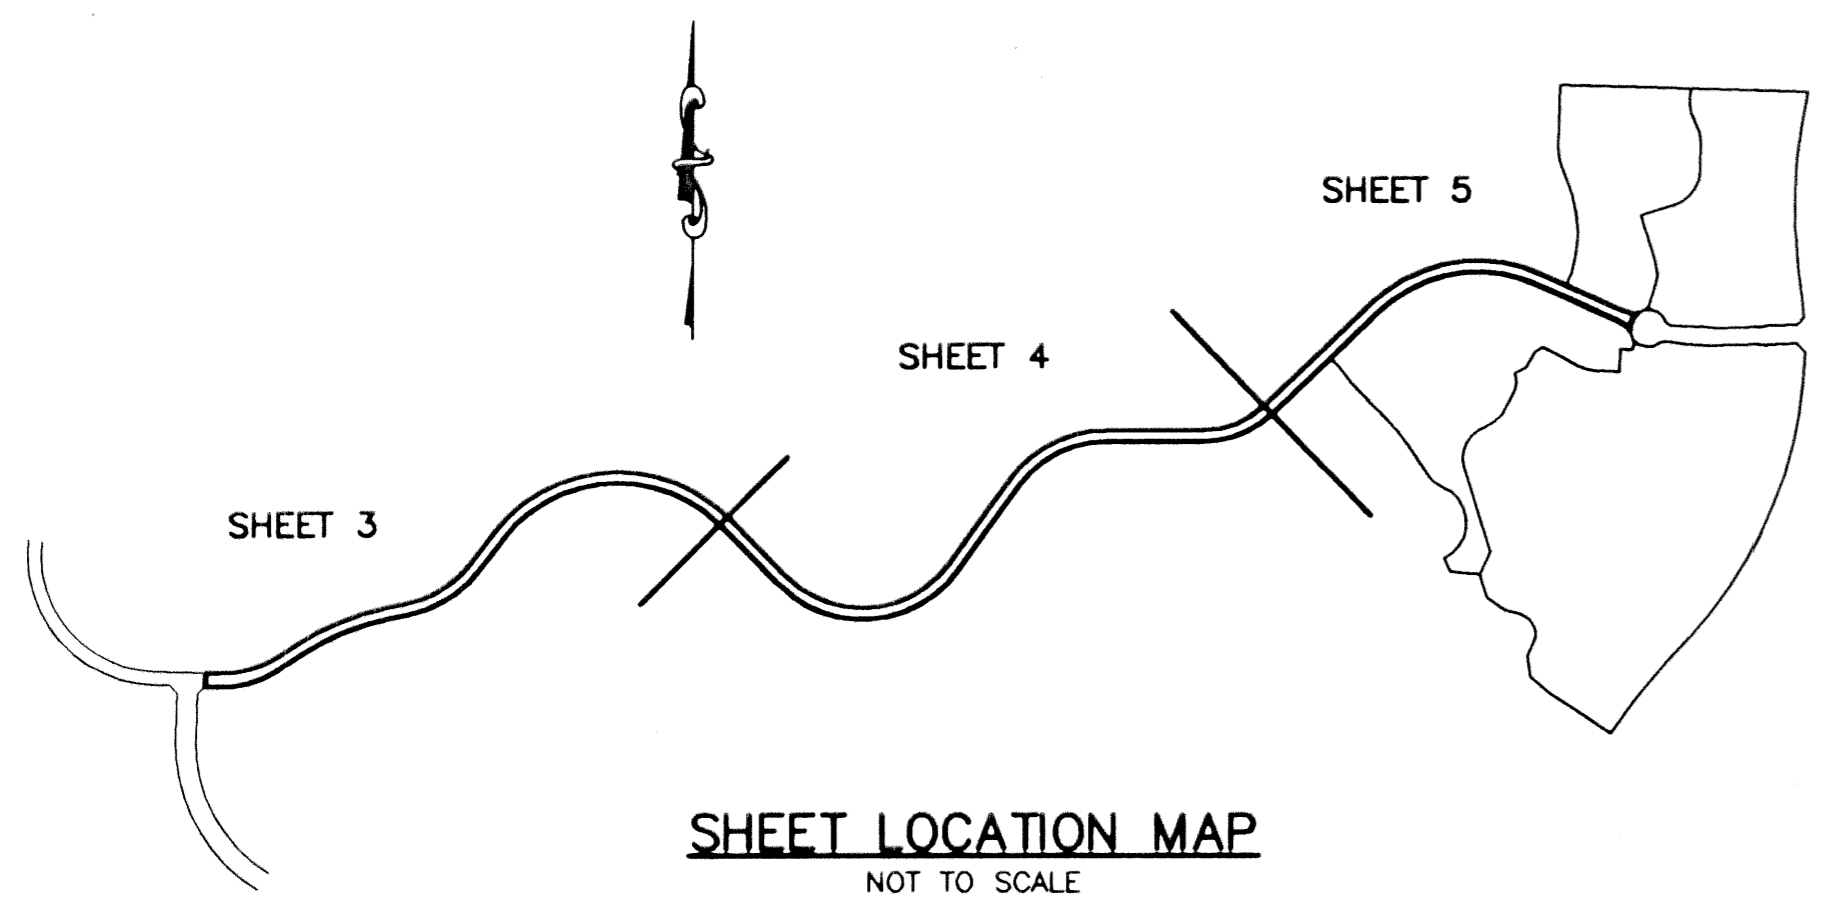 SHEET 5
SHEET 4
SHEET 3
SHEET LOCATION MAP
NOT TO SCALE